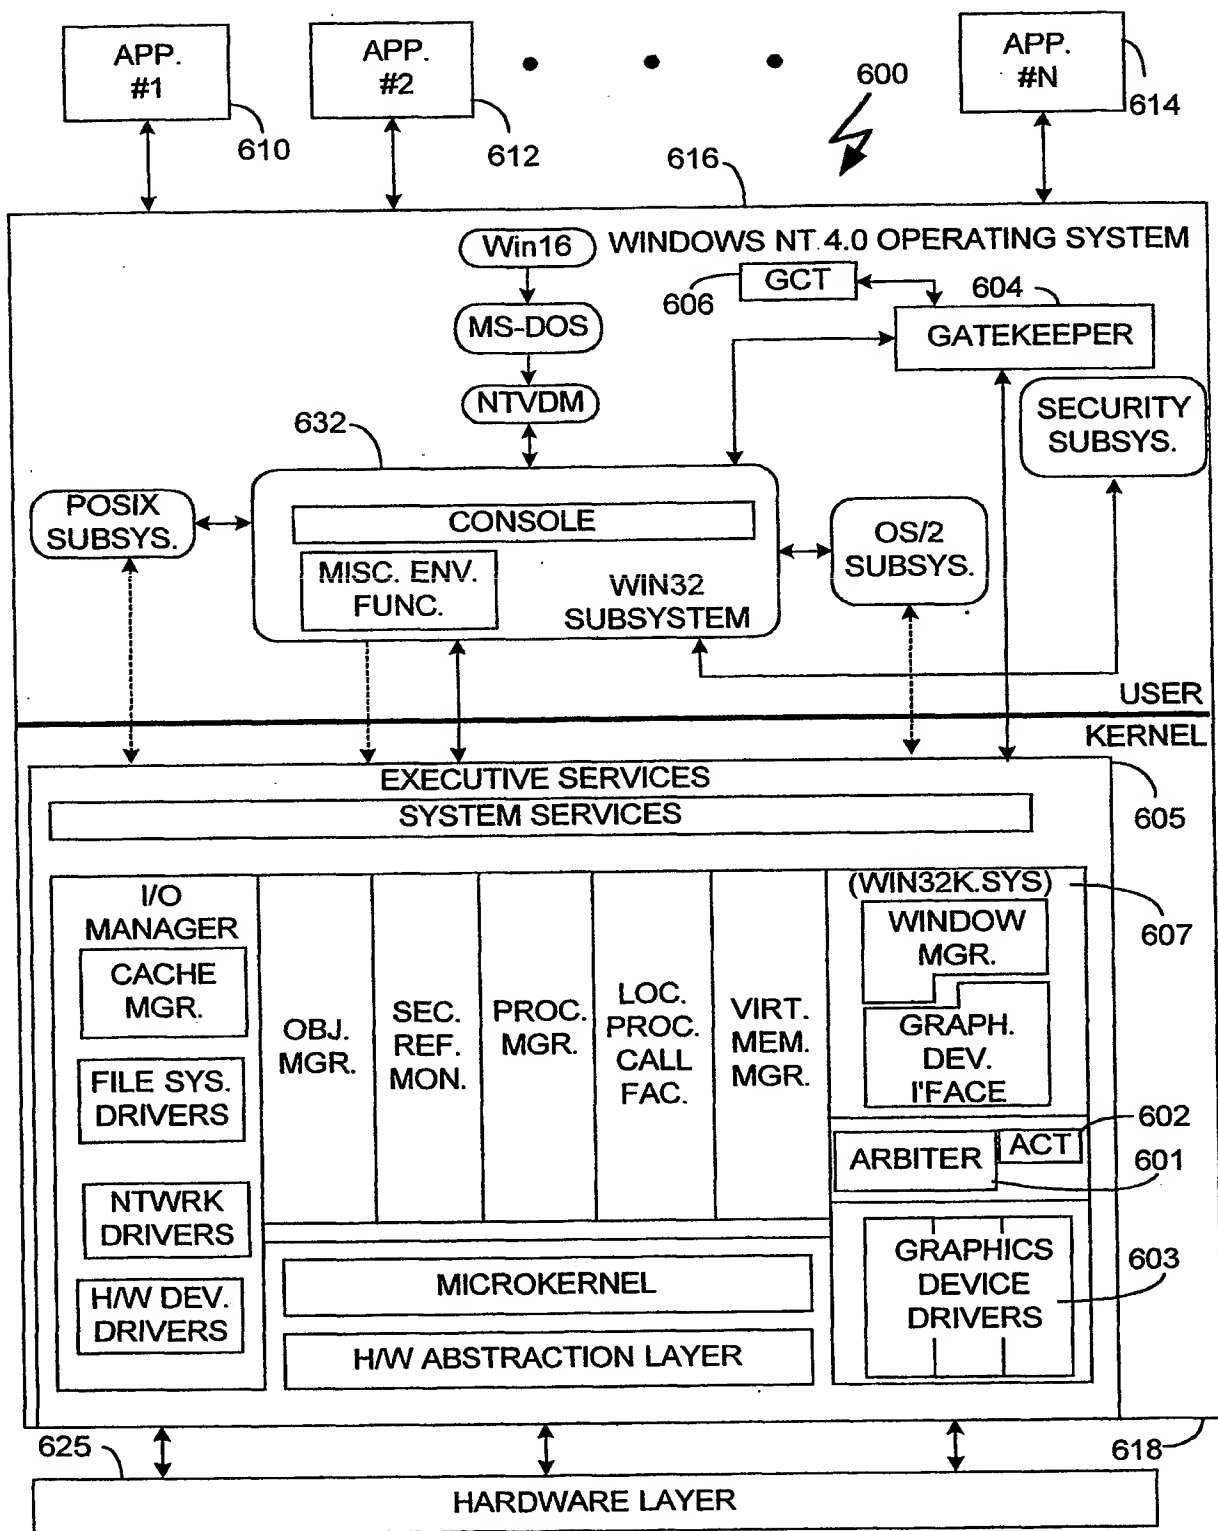 APP.
#1
610
APP.
#2
612
APP.
#N
614
600
616
WINDOWS NT 4.0 OPERATING SYSTEM
Win16
MS-DOS
NTVDM
606
GCT
604
GATEKEEPER
SECURITY
SUBSYS.
632
POSIX
SUBSYS.
CONSOLE
MISC. ENV.
FUNC.
WIN32
SUBSYSTEM
OS/2
SUBSYS.
USER
KERNEL
EXECUTIVE SERVICES
SYSTEM SERVICES
605
I/O
MANAGER
CACHE
MGR.
FILE SYS.
DRIVERS
NTWRK
DRIVERS
H/W DEV.
DRIVERS
OBJ.
MGR.
SEC.
REF.
MON.
PROC.
MGR.
LOC.
PROC.
CALL
FAC.
VIRT.
MEM.
MGR.
(WIN32K.SYS)
607
WINDOW
MGR.
GRAPH.
DEV.
I'FACE
ARBITER
ACT
602
601
GRAPHICS
DEVICE
DRIVERS
603
MICROKERNEL
H/W ABSTRACTION LAYER
625
618
HARDWARE LAYER